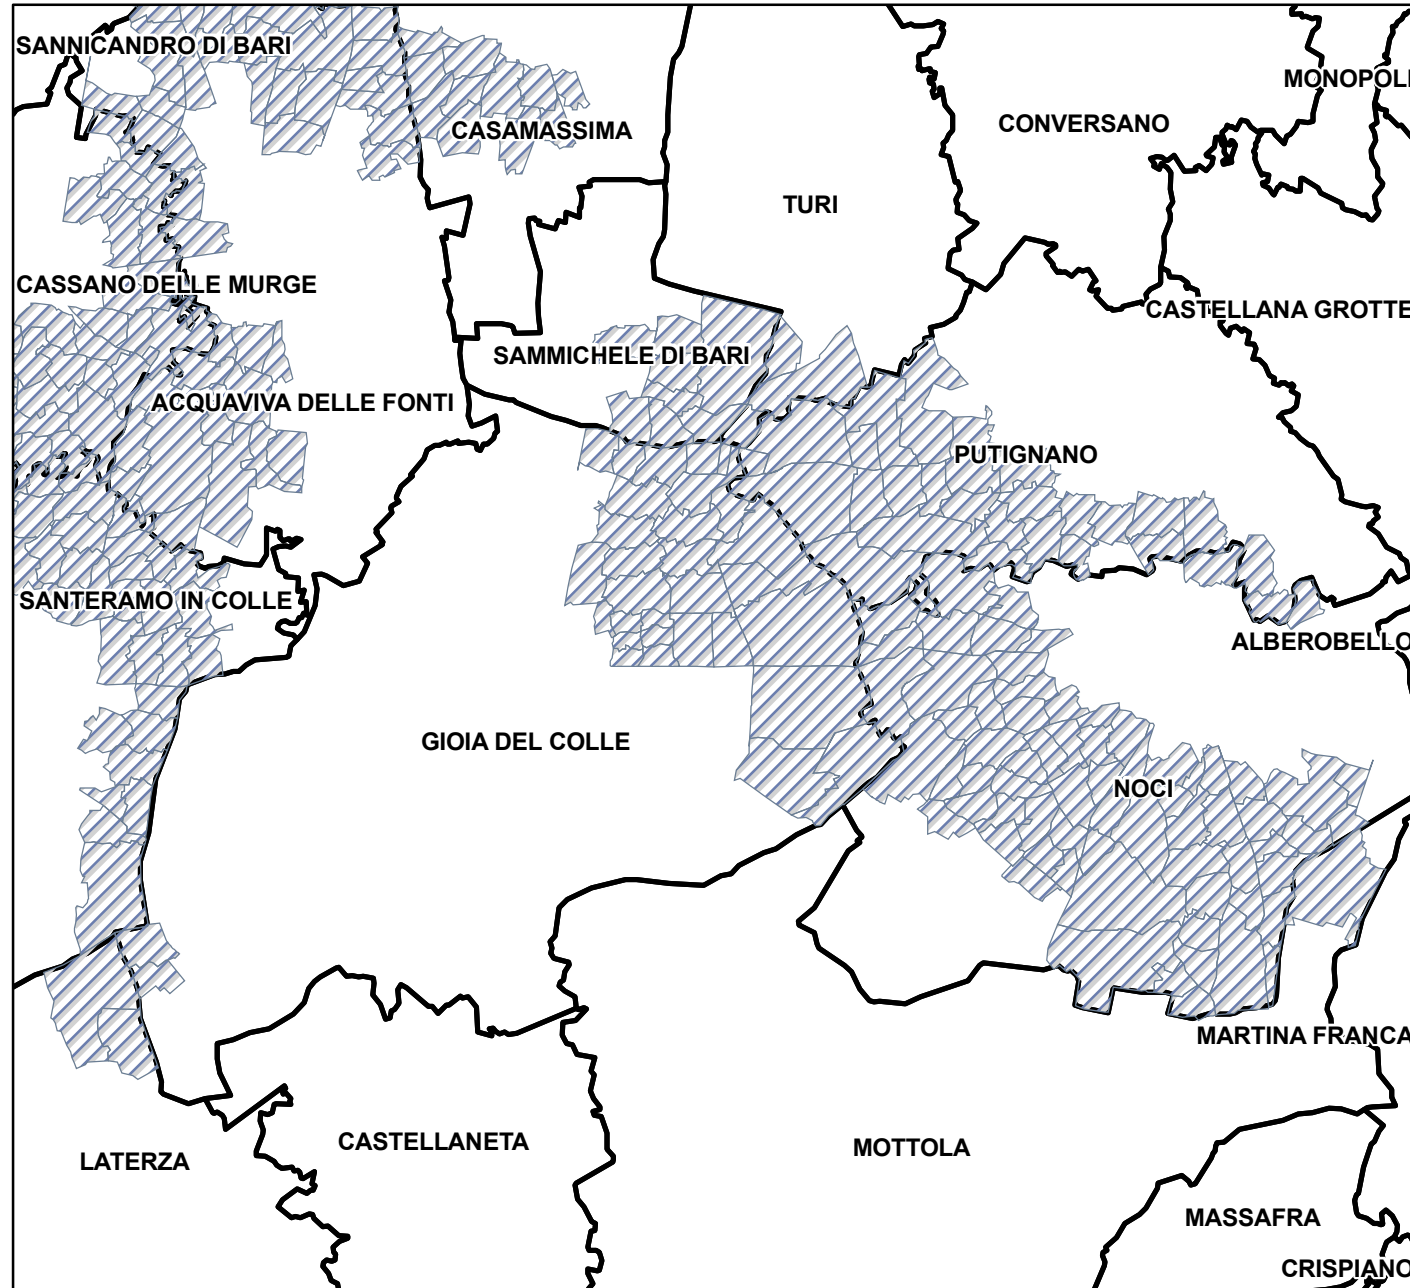 SANNICANDRO DI BARI
MONOPOLI
CONVERSANO
CASAMASSIMA
TURI
CASSANO DELLE MURGE
CASTELLANA GROTTE
SAMMICHELE DI BARI
ACQUAVIVA DELLE FONTI
PUTIGNANO
SANTERAMO IN COLLE
ALBEROBELLO
GIOIA DEL COLLE
NOCI
MARTINA FRANCA
CASTELLANETA
MOTTOLA
LATERZA
MASSAFRA
CRISPIANO